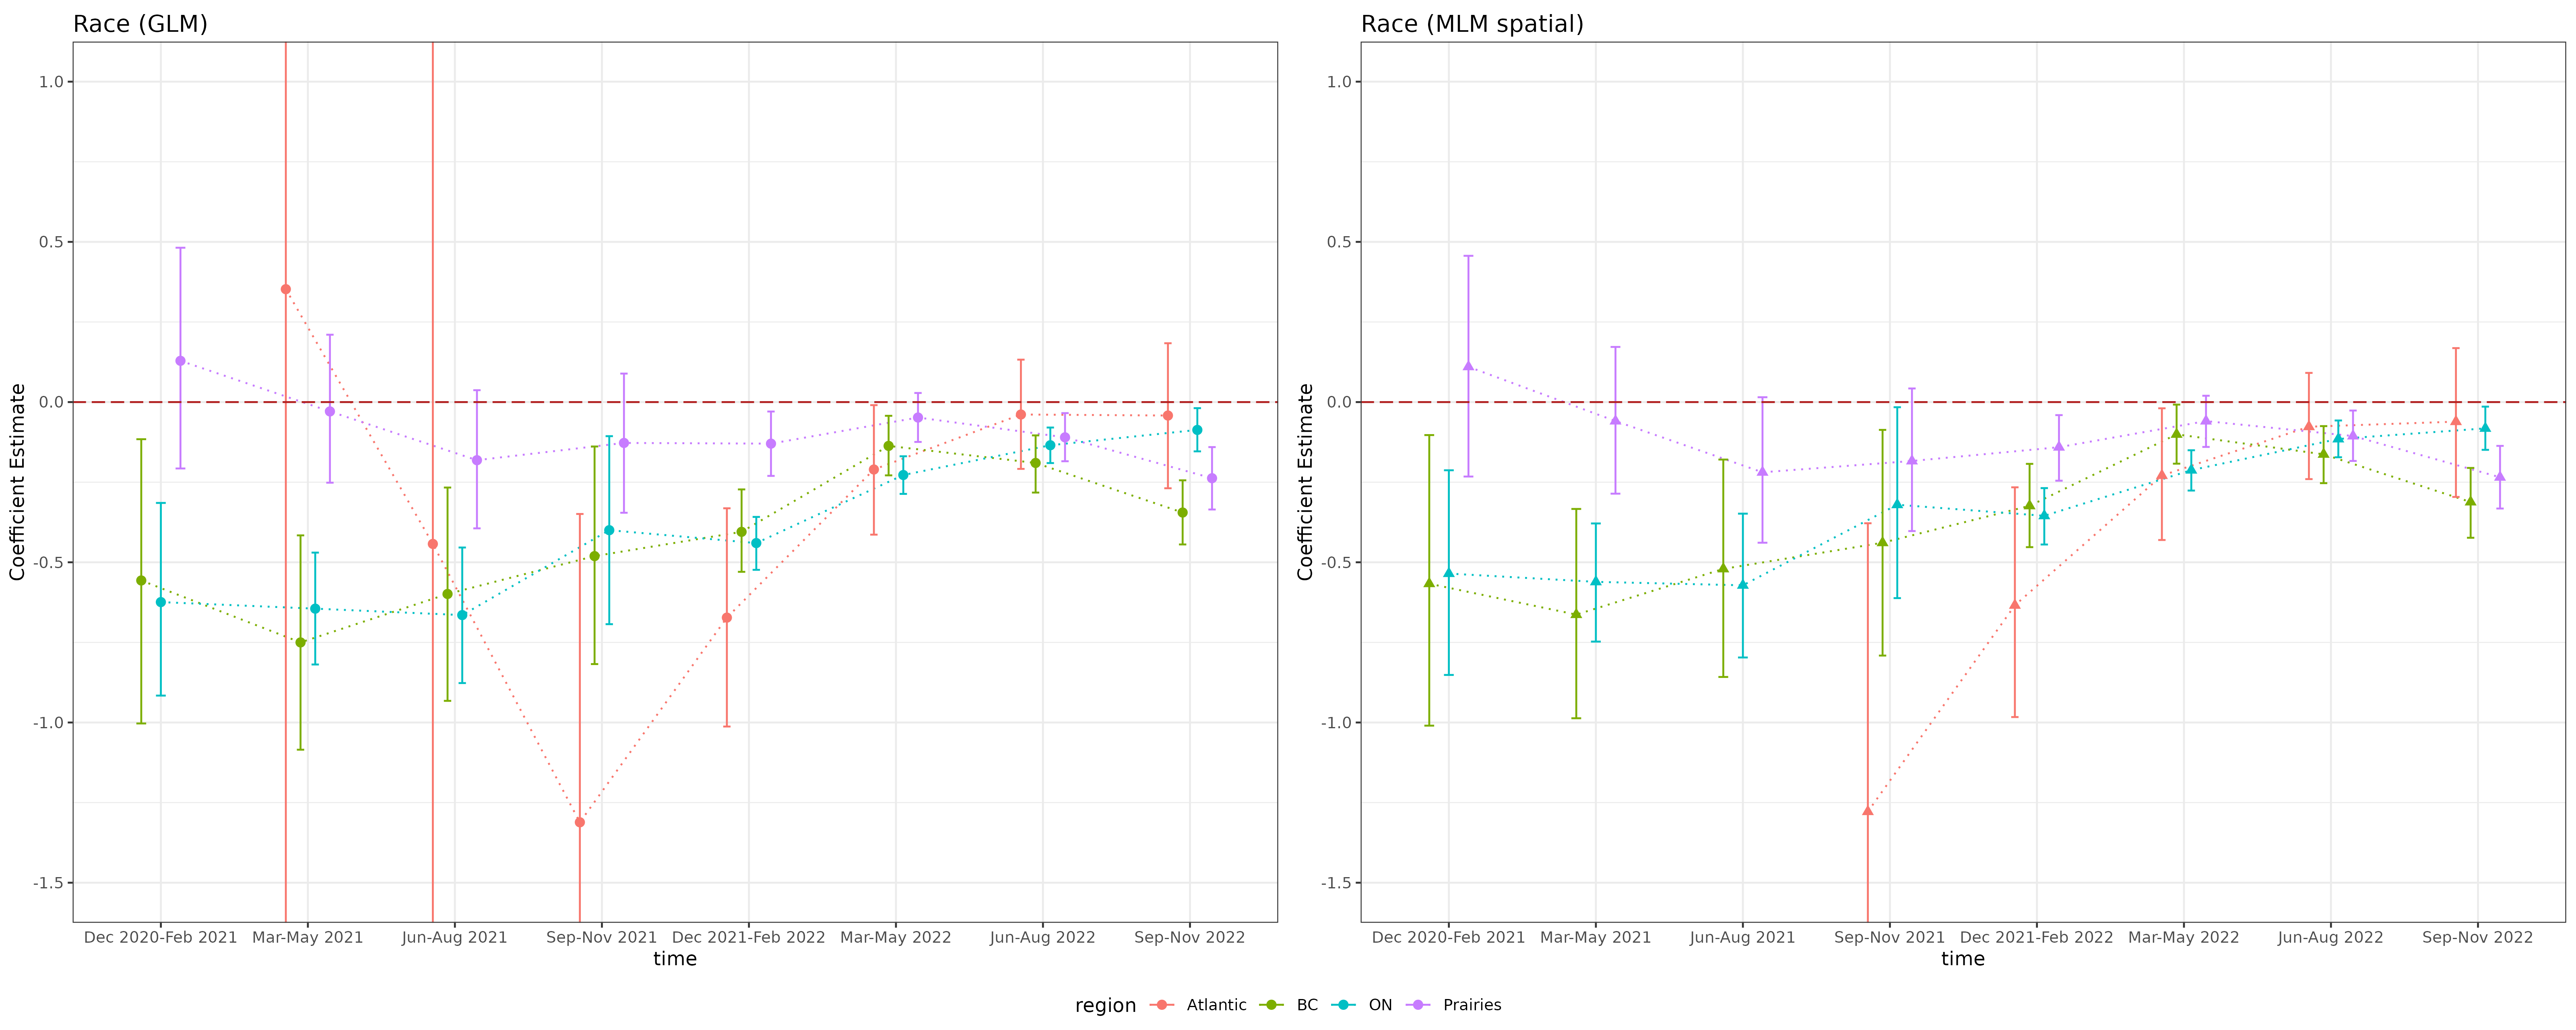 Race (GLM)
Coefficient Estimate
1.0
0.5
0.0
-0.5
-1.0
-1.5
Dec 2020-Feb 2021 Mar-May 2021 Jun-Aug 2021 Sep-Nov 2021 Dec 2021-Feb 2022 Mar-May 2022 Jun-Aug 2022 Sep-Nov 2022
time
Race (MLM spatial)
Coefficient Estimate
1.0
0.5
0.0
-0.5
-1.0
-1.5
Dec 2020-Feb 2021 Mar-May 2021 Jun-Aug 2021 Sep-Nov 2021 Dec 2021-Feb 2022 Mar-May 2022 Jun-Aug 2022 Sep-Nov 2022
time
region Atlantic BC ON Prairies